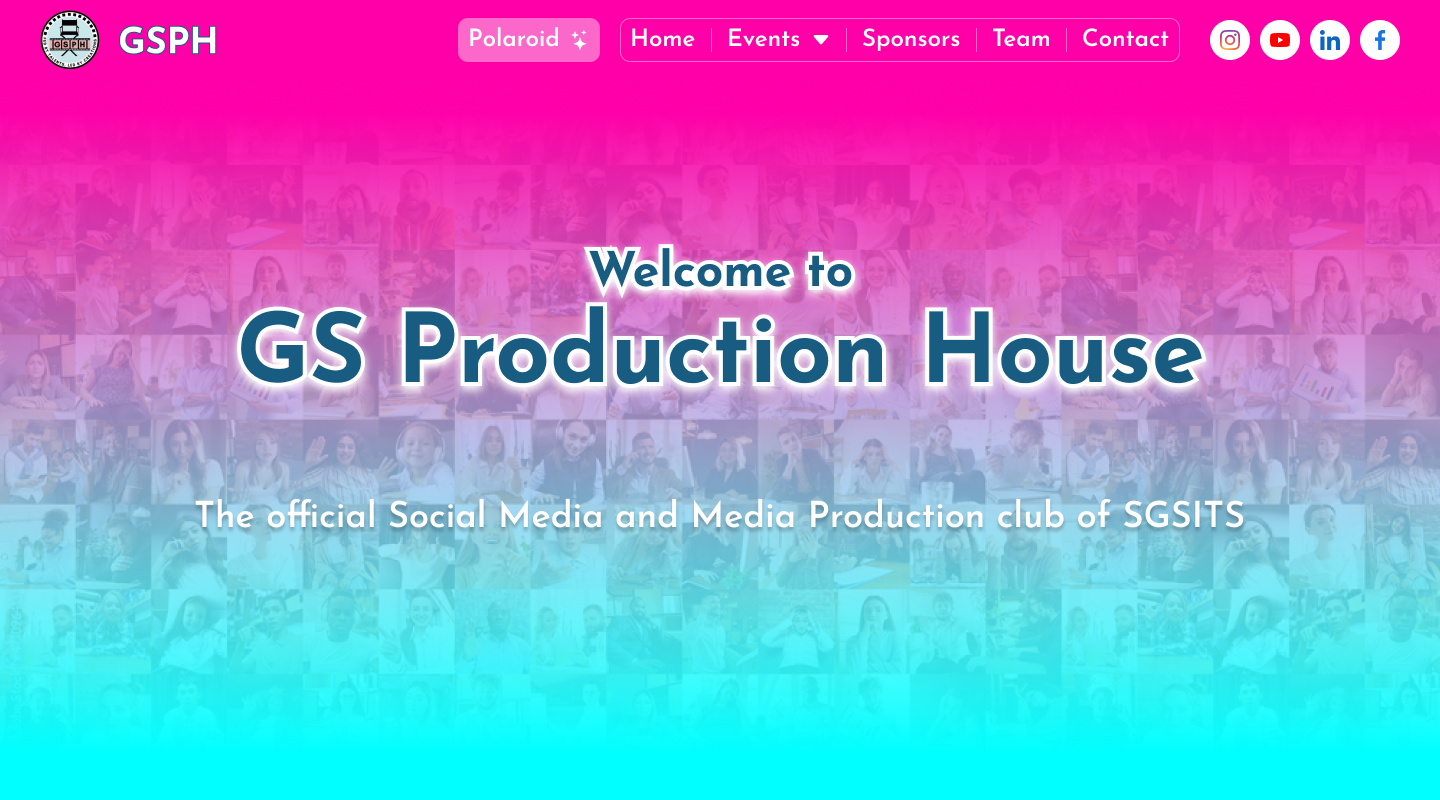 GSPH
GSPH
Polaroid
Home
Events
Sponsors
Team
Contact
Welcome to
GS Production House
The official Social Media and Media Production club of SGSITS